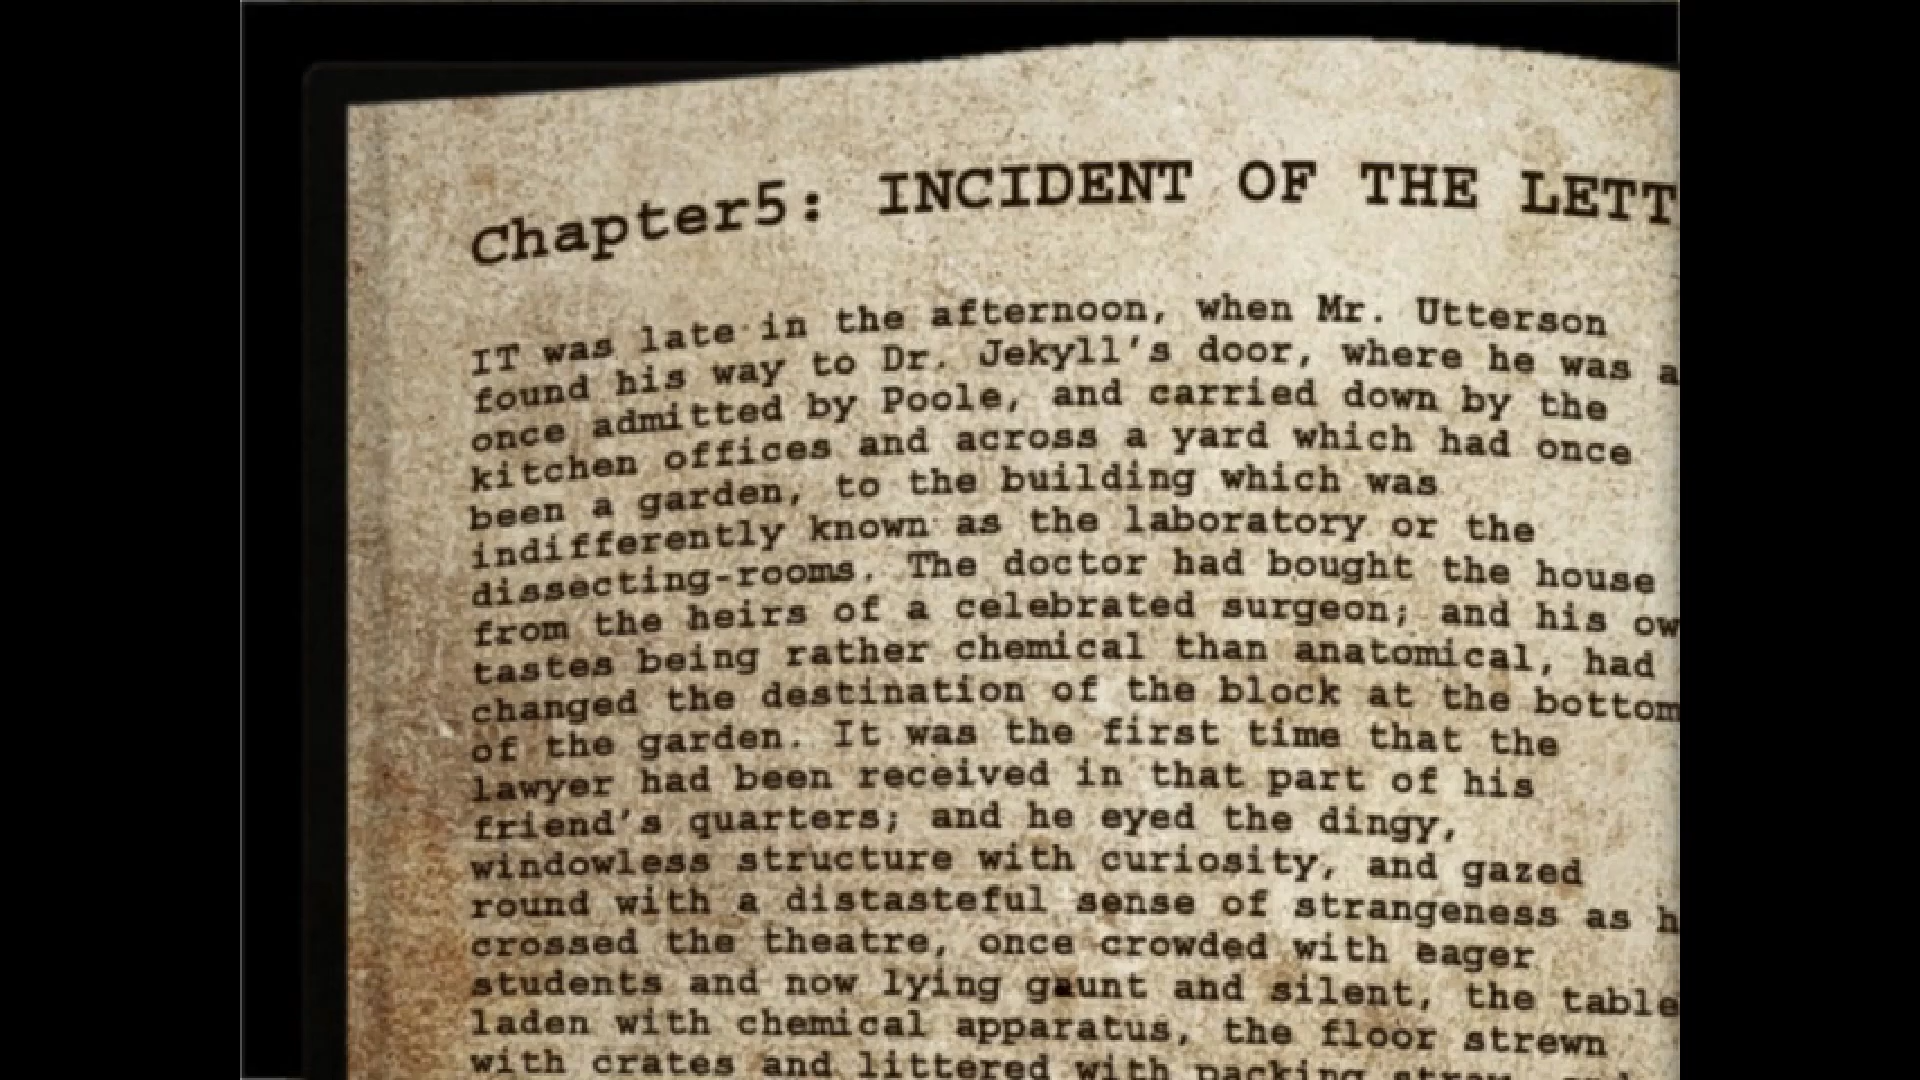 Chapter5: INCIDENT OF THE LETT
IT was late in the afternoon, when Mr. Utterson
found his way to Dr. Jekyll's door, where he was a
once admitted by Poole, and carried down by the
kitchen offices and across a yard which had once
been a garden, to the building which was
indifferently known as the laboratory or the
dissecting-rooms. The doctor had bought the house
from the heirs of a celebrated surgeon; and his ow
tastes being rather chemical than anatomical, had
changed the destination of the block at the bottom
of the garden. It was the first time that the
lawyer had been received in that part of his
friend's quarters; and he eyed the dingy,
windowless structure with curiosity, and gazed
round with a distasteful sense of strangeness as h
crossed the theatre, once crowded with eager
students and now lying gaunt and silent, the table
laden with chemical apparatus, the floor strewn
with crates and littered with packing straw, and